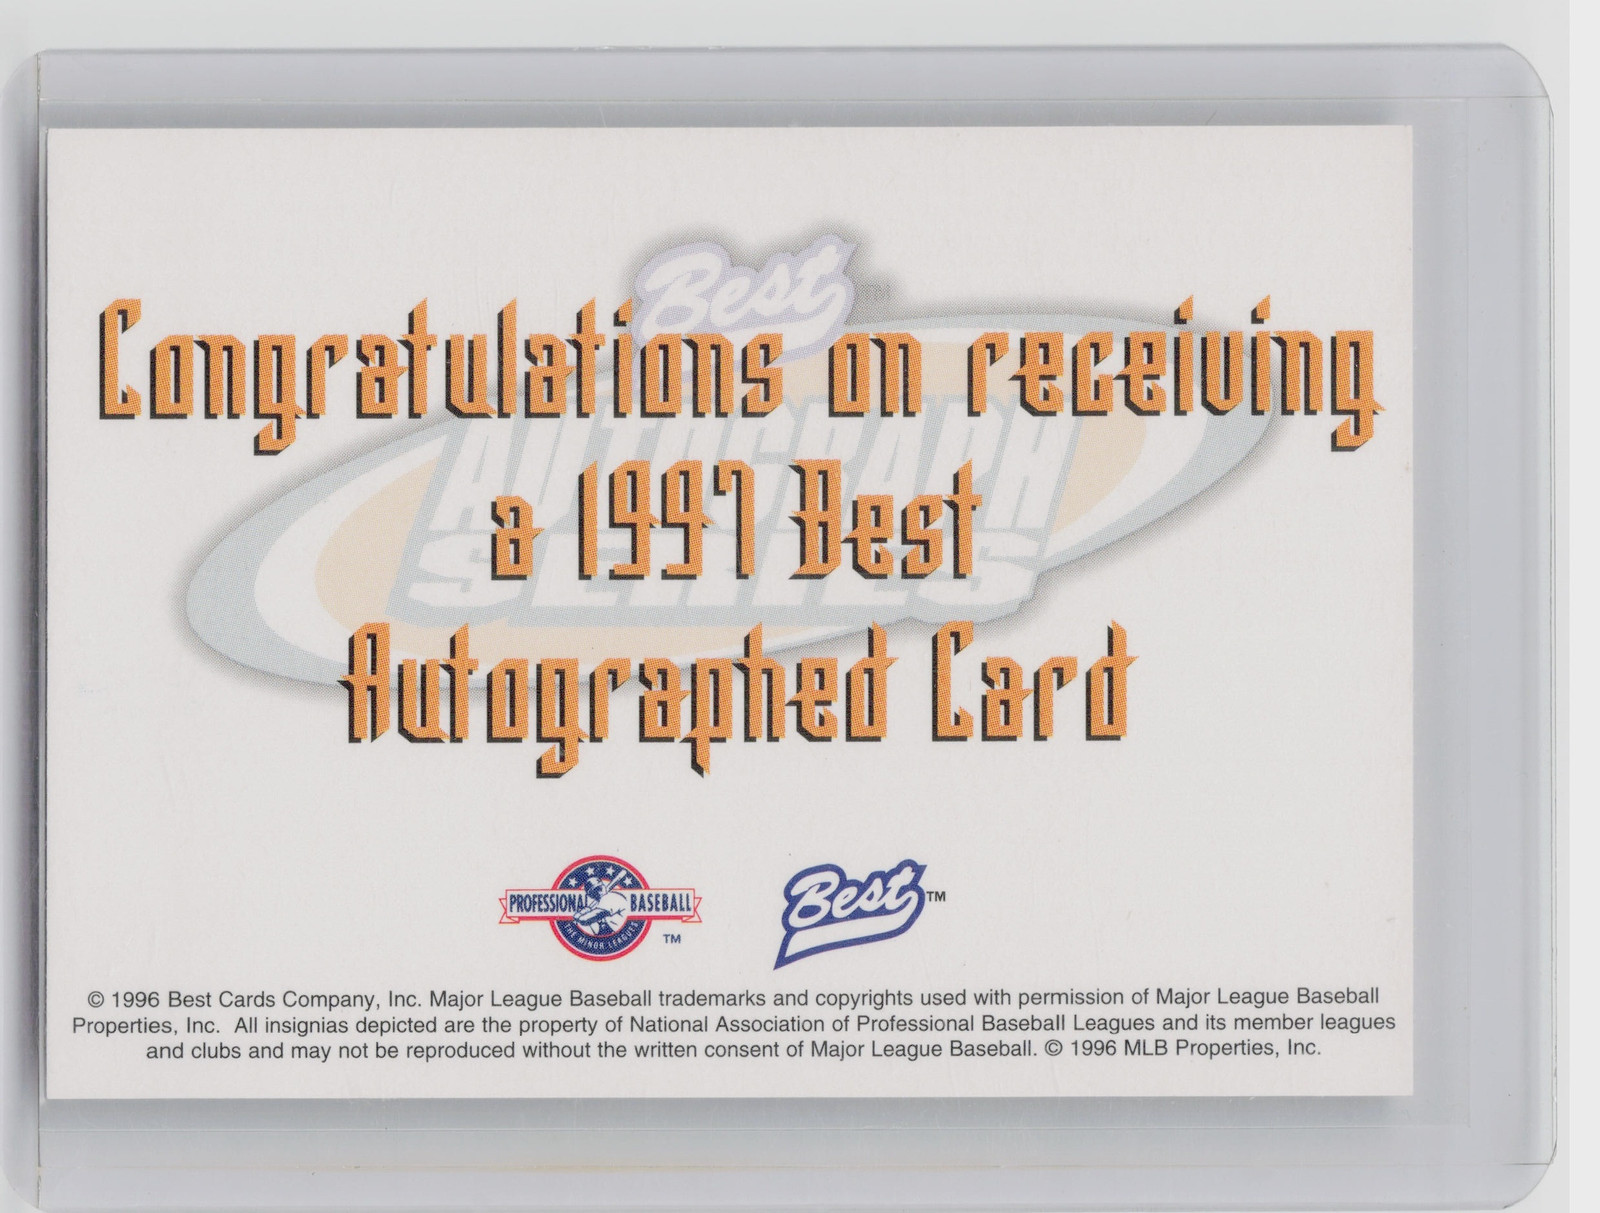 Best
TM
AUTOGRAPH
SERIES
Congratulations on receiving
a 1997 Best
Autographed Card
PROFESSIONAL BASEBALL
THE MINOR LEAGUES
TM
Best TM
© 1996 Best Cards Company, Inc. Major League Baseball trademarks and copyrights used with permission of Major League Baseball
Properties, Inc. All insignias depicted are the property of National Association of Professional Baseball Leagues and its member leagues
and clubs and may not be reproduced without the written consent of Major League Baseball. © 1996 MLB Properties, Inc.